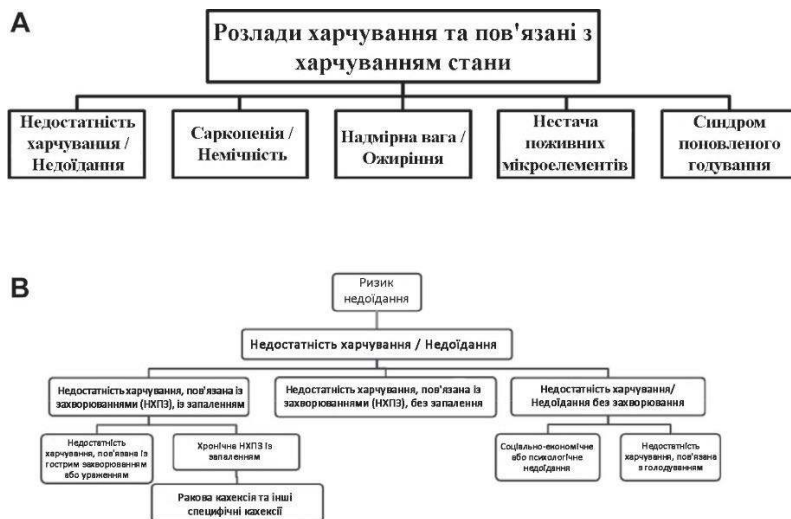 A
Розлади харчування та пов'язані з
харчуванням стани
Недостатність
харчування /
Недоїдання
Саркопенія /
Немічність
Надмірна вага /
Ожиріння
Нестача
поживних
мікроелементів
Синдром
поновленого
годування
B
Ризик
недоїдання
Недостатність харчування / Недоїдання
Недостатність харчування, пов'язана із
захворюваннями (НХПЗ), із запаленням
Недостатність харчування, пов'язана із
захворюваннями (НХПЗ), без запалення
Недостатність харчування/
Недоїдання без захворювання
Недостатність
харчування, пов'язана із
гострим захворюванням
або ураженням
Хронічне НХПЗ із
запаленням
Соціально-економічне
або психологічне
недоїдання
Недостатність
харчування, пов'язана
з голодуванням
Ракова кахексія та інші
специфічні кахексії